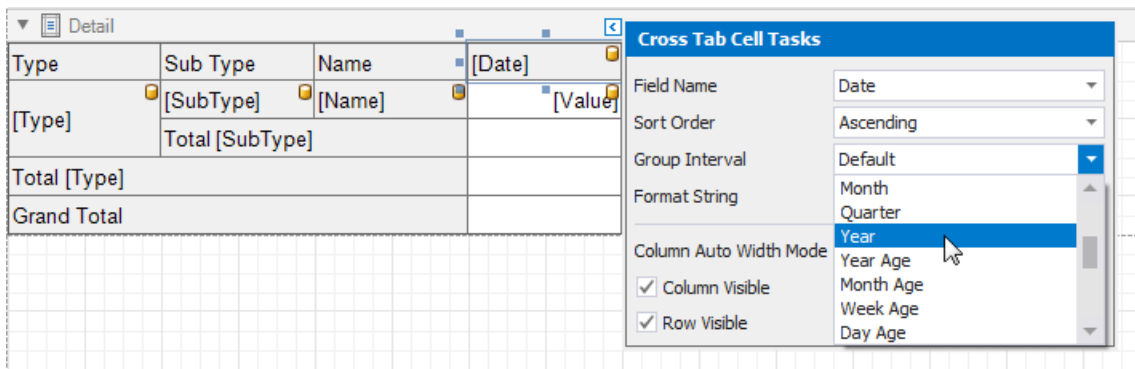 Detail
Type Sub Type Name [Date]
[Type] [SubType] [Name] [Value]
Total [SubType]
Total [Type]
Grand Total
Cross Tab Cell Tasks
Field Name Date
Sort Order Ascending
Group Interval Default
Format String
Month
Quarter
Year
Year Age
Month Age
Week Age
Day Age
Column Auto Width Mode
Column Visible
Row Visible